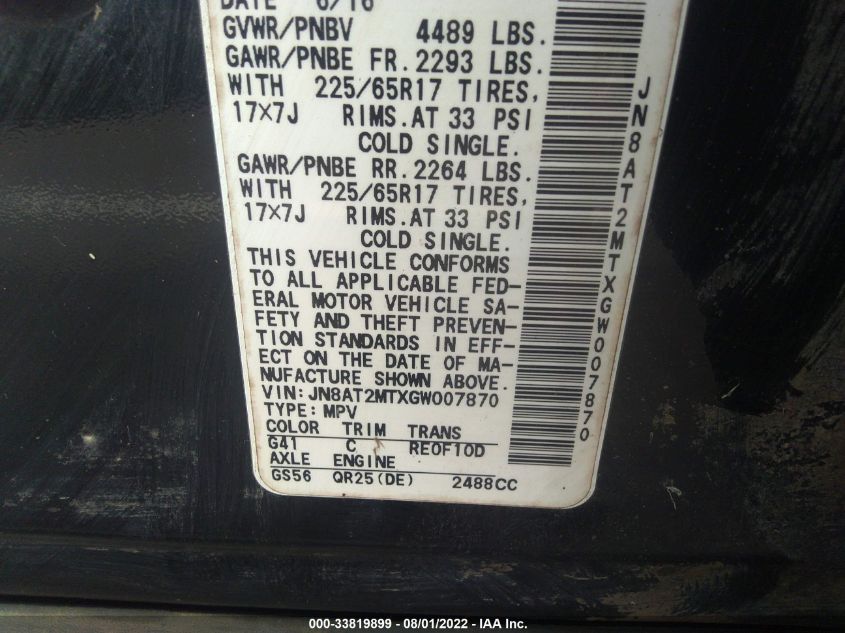 DATE 6/16
GVWR/PNBV 4489 LBS.
GAWR/PNBE FR. 2293 LBS.
WITH 225/65R17 TIRES,
17×7J RIMS. AT 33 PSI
COLD SINGLE.
GAWR/PNBE RR. 2264 LBS.
WITH 225/65R17 TIRES,
17×7J RIMS. AT 33 PSI
COLD SINGLE.
THIS VEHICLE CONFORMS
TO ALL APPLICABLE FED-
ERAL MOTOR VEHICLE SA-
FETY AND THEFT PREVEN-
TION STANDARDS IN EFF-
ECT ON THE DATE OF MA-
NUFACTURE SHOWN ABOVE.
VIN: JN8AT2MTXGW007870
TYPE: MPV
COLOR TRIM TRANS
G41 C RE0F10D
AXLE ENGINE
GS56 QR25(DE) 2488CC
JN8AT2MTXGW007870
000-33819899 - 08/01/2022 - IAA Inc.